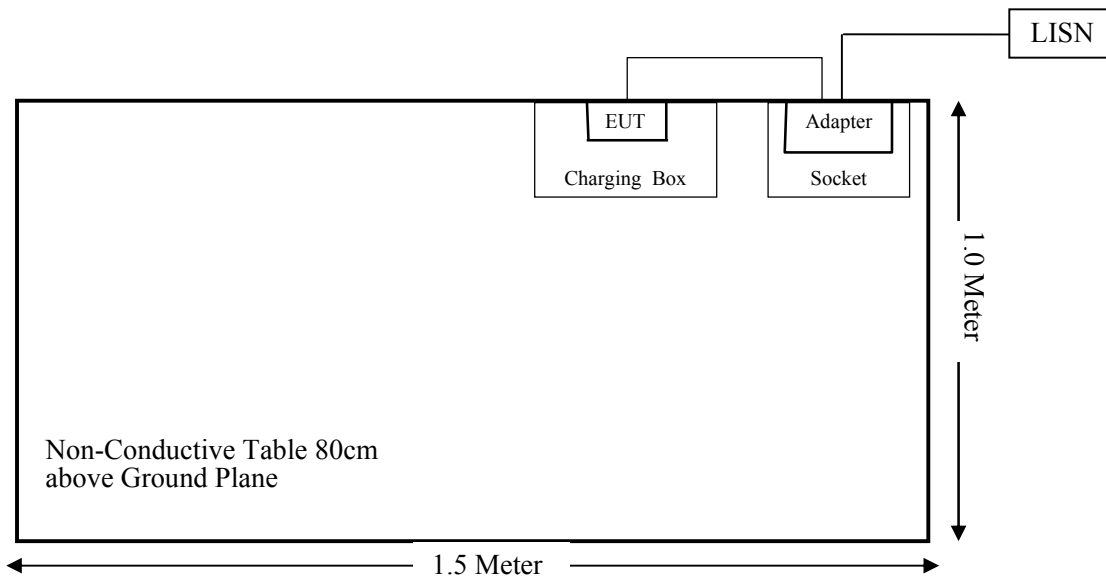 LISN
EUT
Adapter
Charging Box
Socket
1.0 Meter
Non-Conductive Table 80cm
above Ground Plane
1.5 Meter